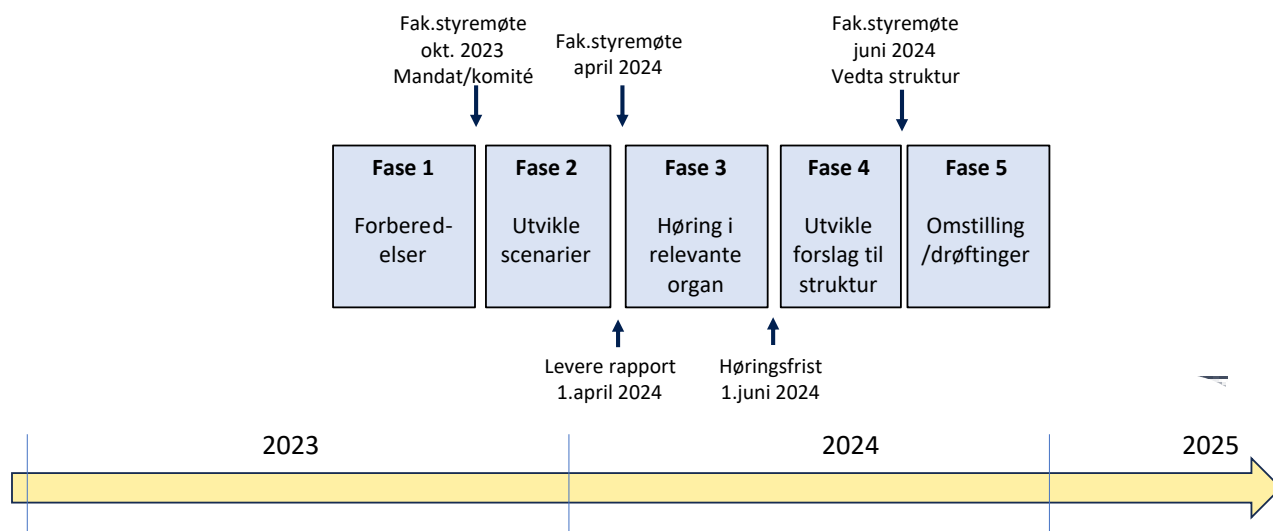 Fak.styremøte
okt. 2023
Mandat/komité
Fak.styremøte
april 2024
Fak.styremøte
juni 2024
Vedta struktur
Fase 1
Forbered-
elser
Fase 2
Utvikle
scenarier
Fase 3
Høring i
relevante
organ
Fase 4
Utvikle
forslag til
struktur
Fase 5
Omstilling
/drøftinger
Levere rapport
1.april 2024
Høringsfrist
1.juni 2024
2023
2024
2025